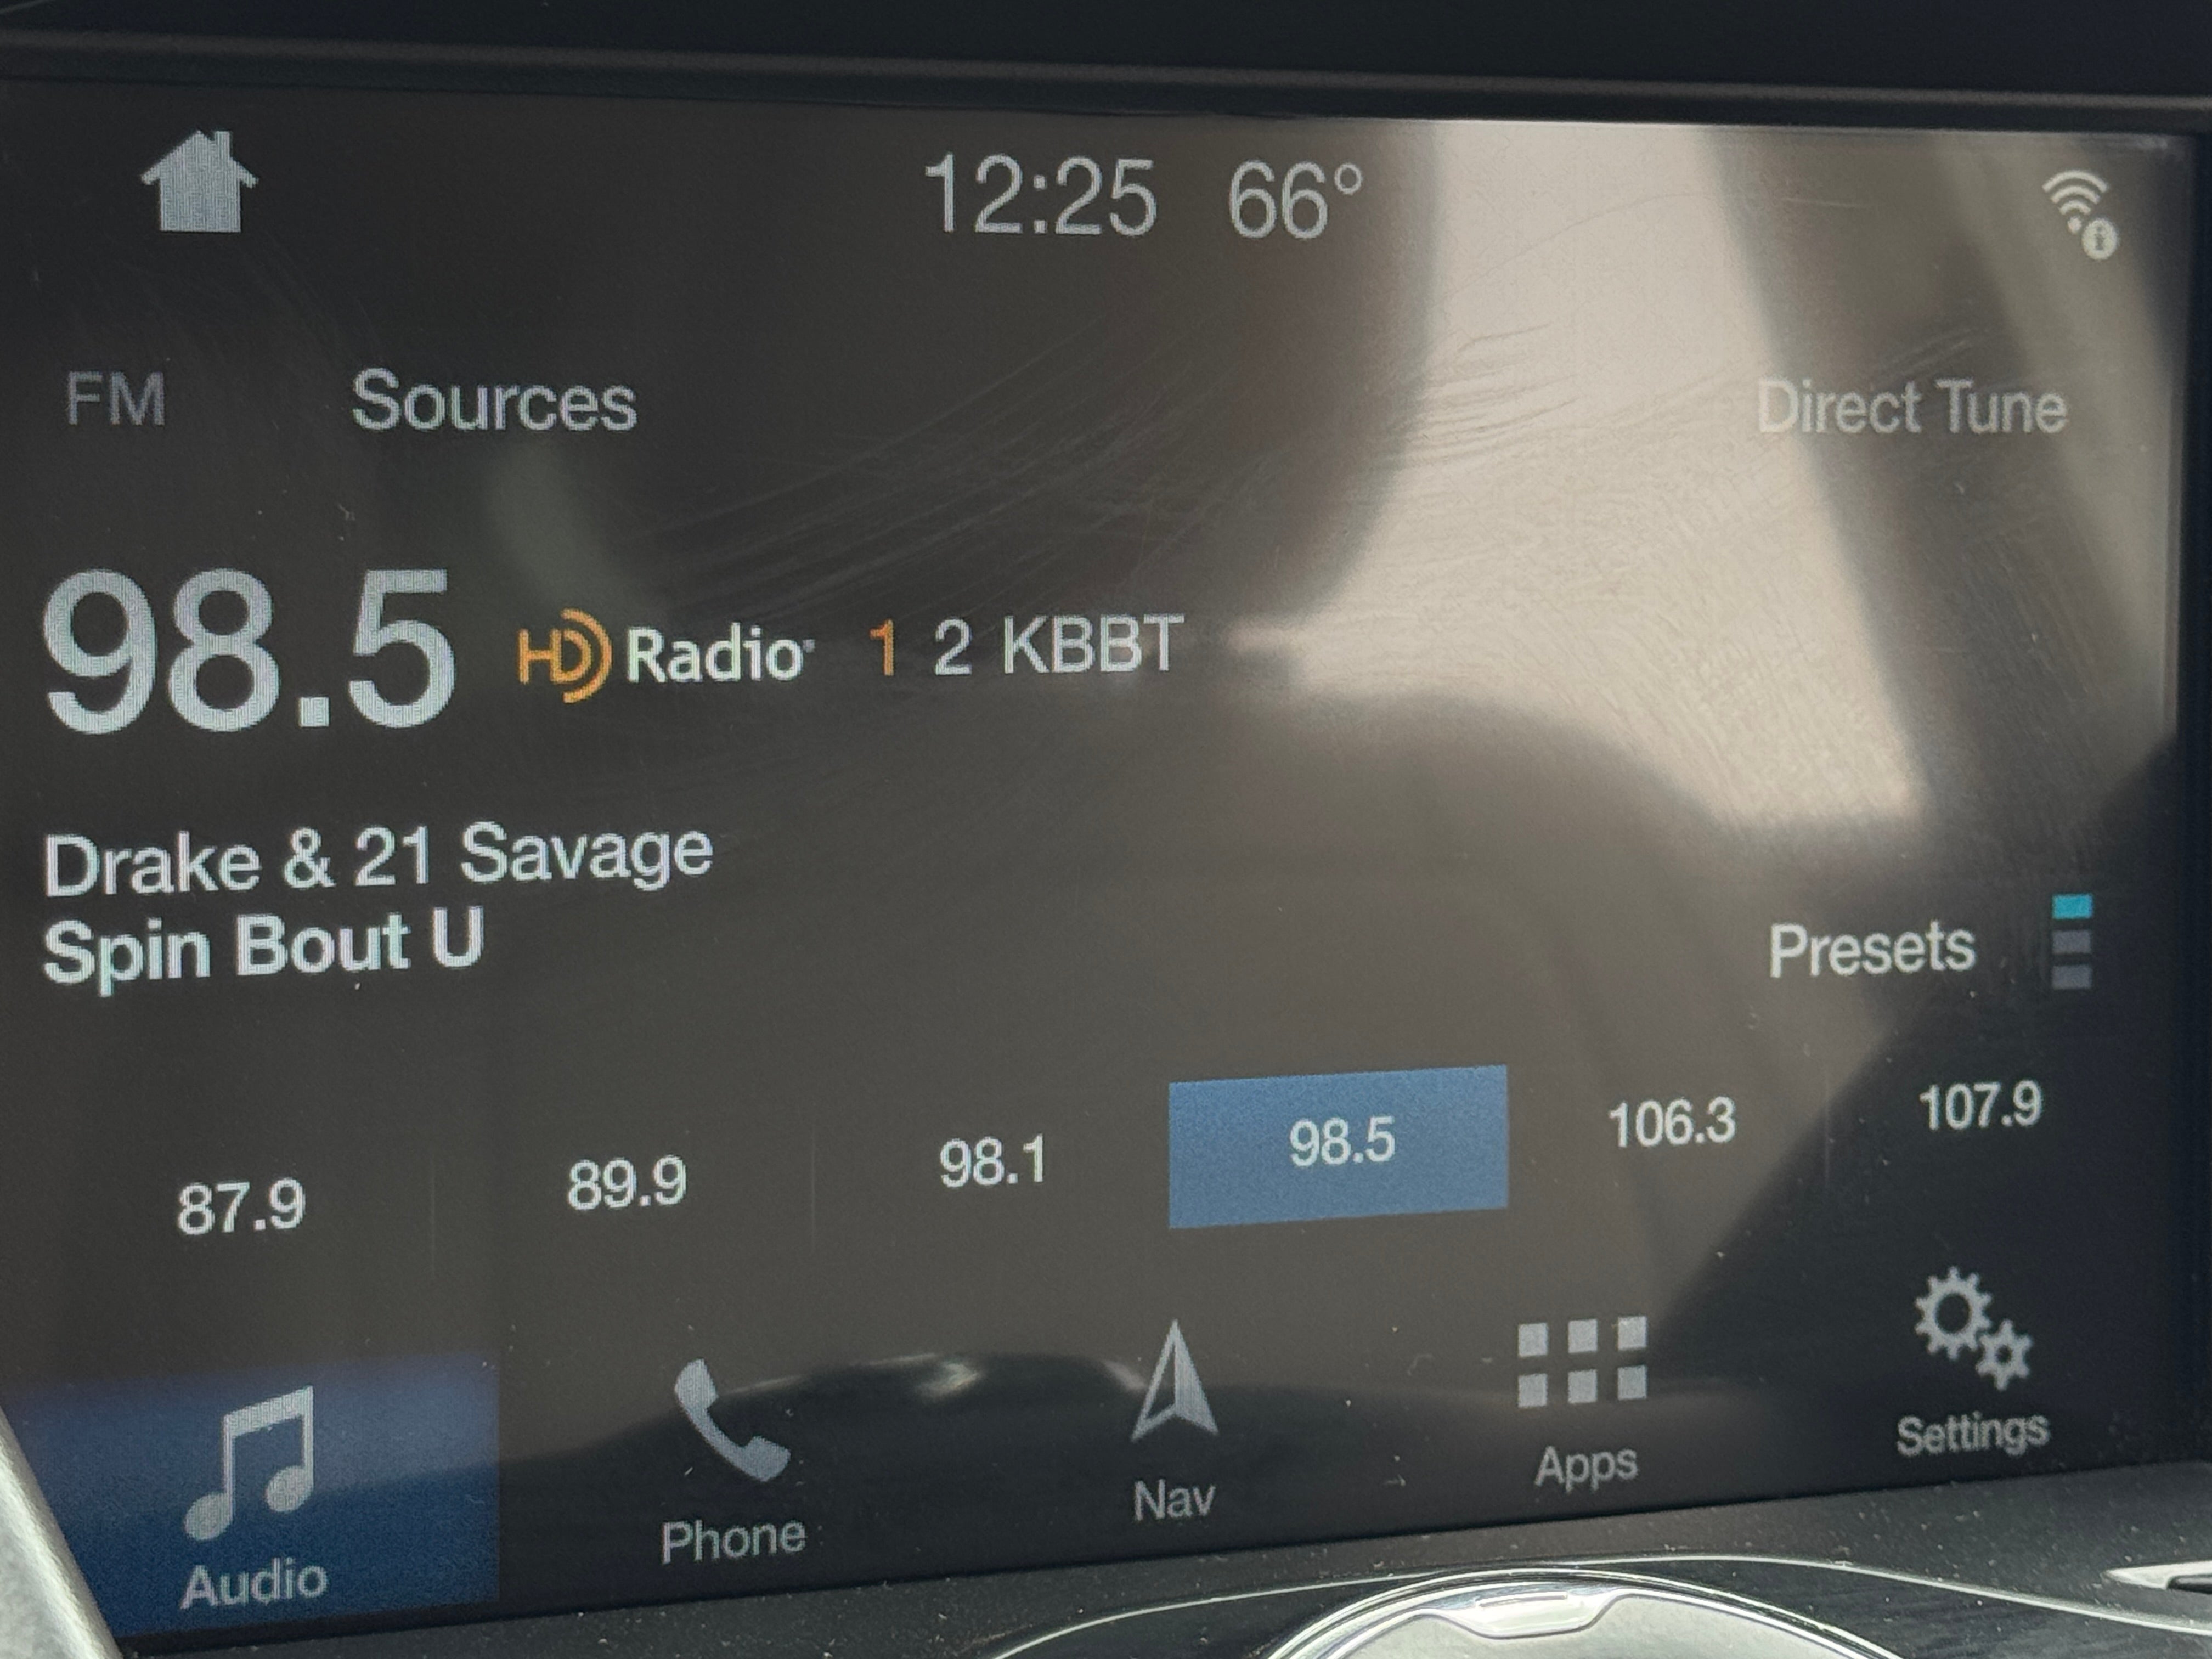 12:25 66°
FM Sources Direct Tune
98.5 HD Radio 1 2 KBBT
Drake & 21 Savage
Spin Bout U
Presets
87.9 89.9 98.1 98.5 106.3 107.9
Audio Phone Nav Apps Settings